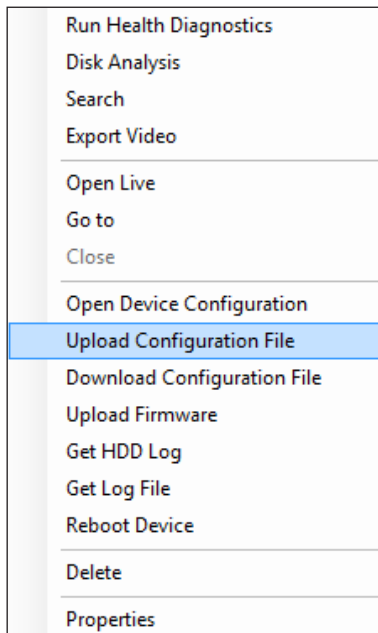 Run Health Diagnostics
Disk Analysis
Search
Export Video
Open Live
Go to
Close
Open Device Configuration
Upload Configuration File
Download Configuration File
Upload Firmware
Get HDD Log
Get Log File
Reboot Device
Delete
Properties